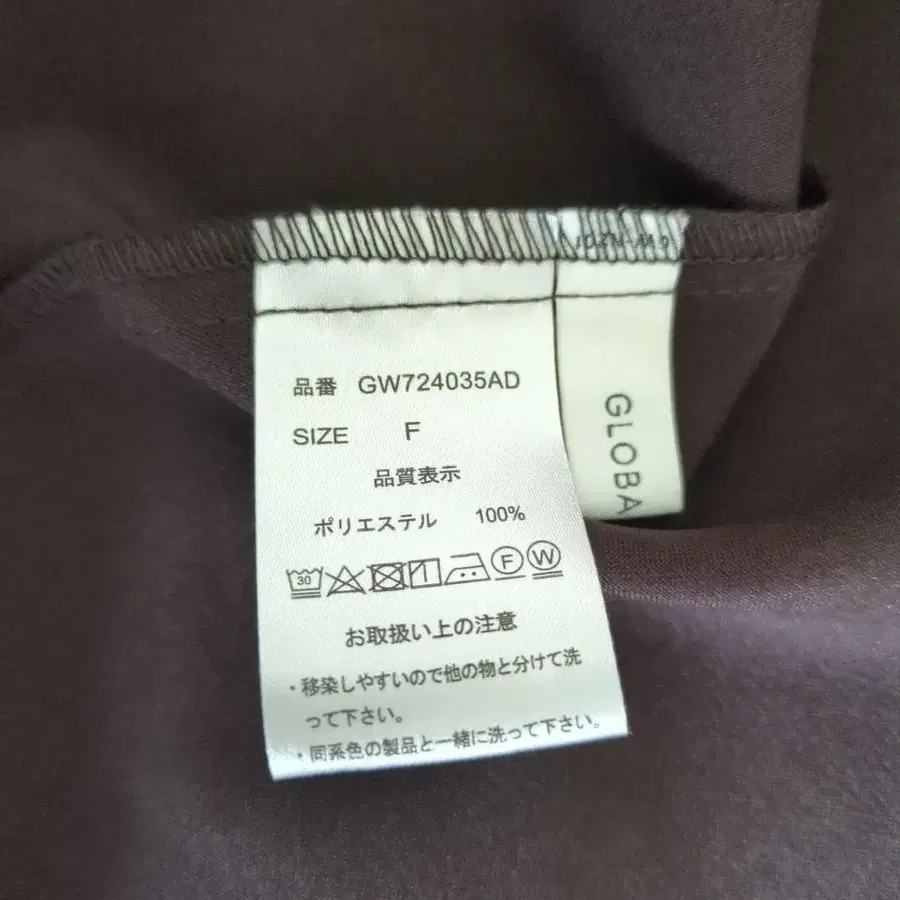 品番 GW724035AD
SIZE F
品質表示
ポリエステル 100%
30 F W
お取扱い上の注意
・移染しやすいので他の物と分けて洗
って下さい。
・同系色の製品と一緒に洗って下さい。
GLOBA